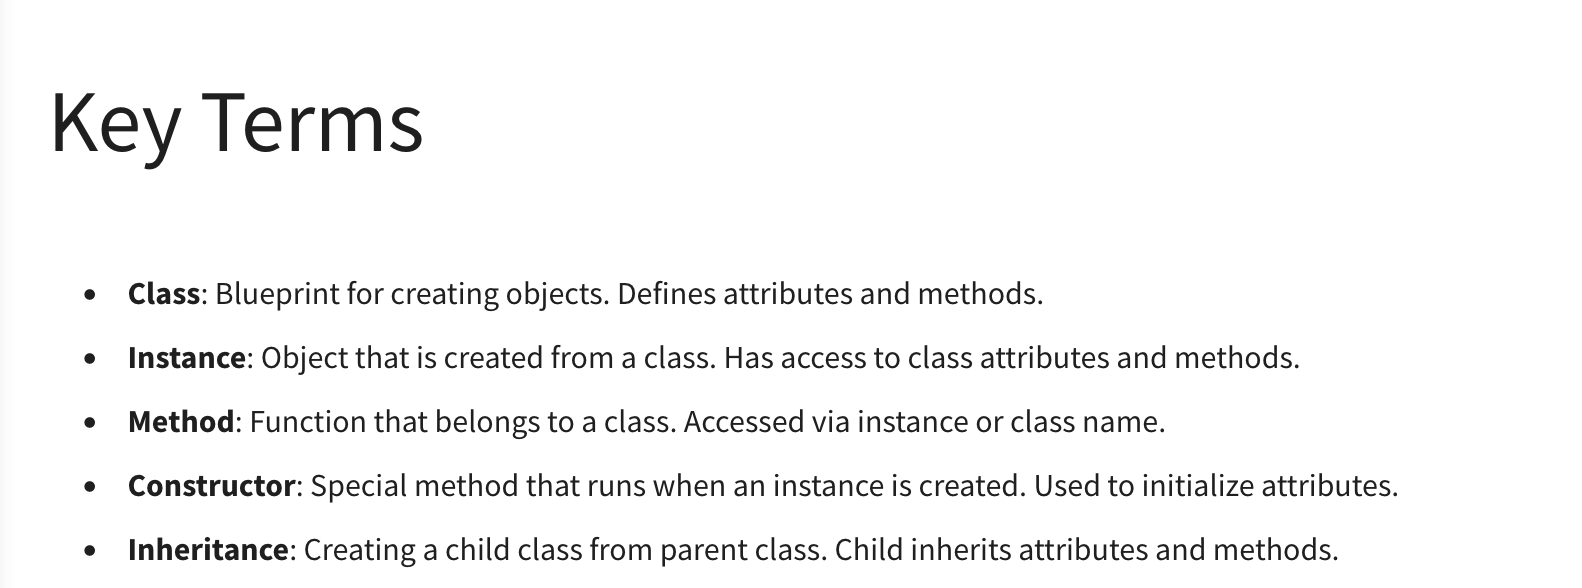 Key Terms
• Class: Blueprint for creating objects. Defines attributes and methods.
• Instance: Object that is created from a class. Has access to class attributes and methods.
• Method: Function that belongs to a class. Accessed via instance or class name.
• Constructor: Special method that runs when an instance is created. Used to initialize attributes.
• Inheritance: Creating a child class from parent class. Child inherits attributes and methods.